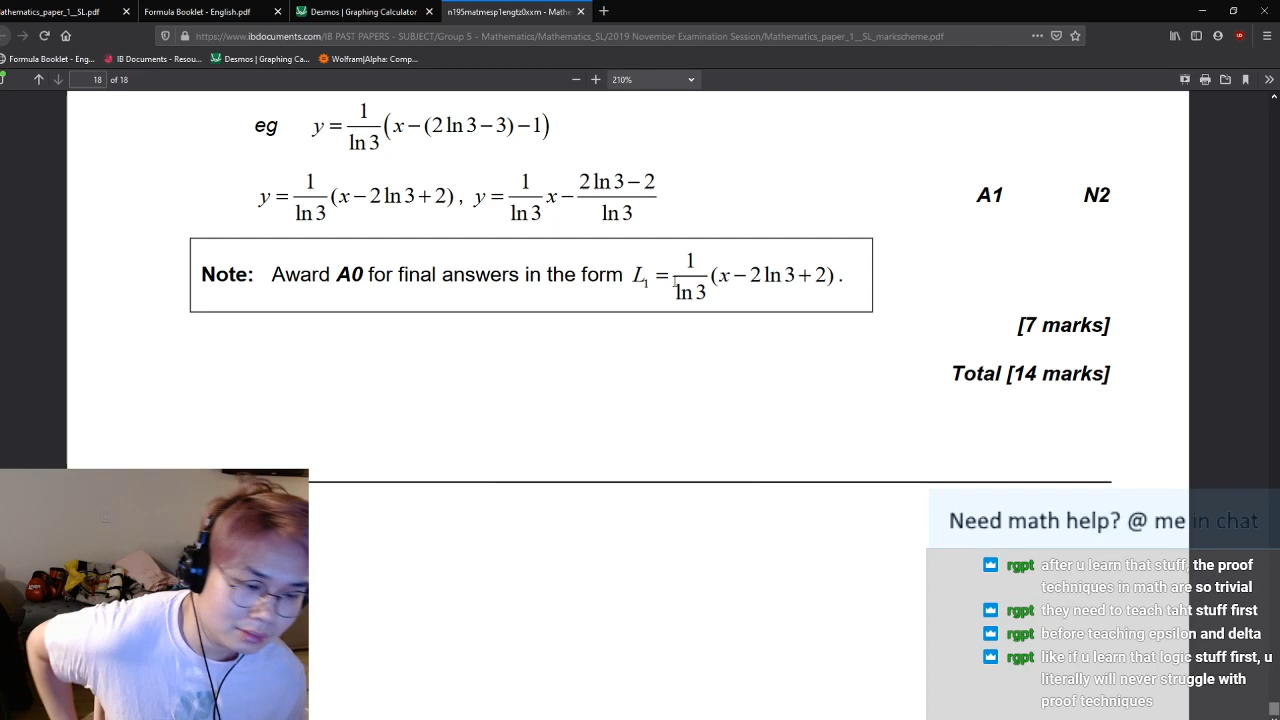 athematics_paper_1__SL.pdf Formula Booklet - English.pdf Desmos | Graphing Calculator n195matmesp1engtz0xxm - Mathe
https://www.ibdocuments.com/IB PAST PAPERS - SUBJECT/Group 5 - Mathematics/Mathematics_SL/2019 November Examination Session/Mathematics_paper_1__SL_markscheme.pdf
Formula Booklet - Eng... IB Documents - Resou... Desmos | Graphing Ca... Wolfram|Alpha: Comp...
18 of 18 210%
eg y = 1/ln 3 (x − (2 ln 3 − 3) − 1)
y = 1/ln 3 (x − 2 ln 3 + 2), y = 1/ln 3 x − (2 ln 3 − 2)/ln 3 A1 N2
Note: Award A0 for final answers in the form L₁ = 1/ln 3 (x − 2 ln 3 + 2).
[7 marks]
Total [14 marks]
Need math help? @ me in chat
rgpt after u learn that stuff, the proof
techniques in math are so trivial
rgpt they need to teach taht stuff first
rgpt before teaching epsilon and delta
rgpt like if u learn that logic stuff first, u
literally will never struggle with
proof techniques